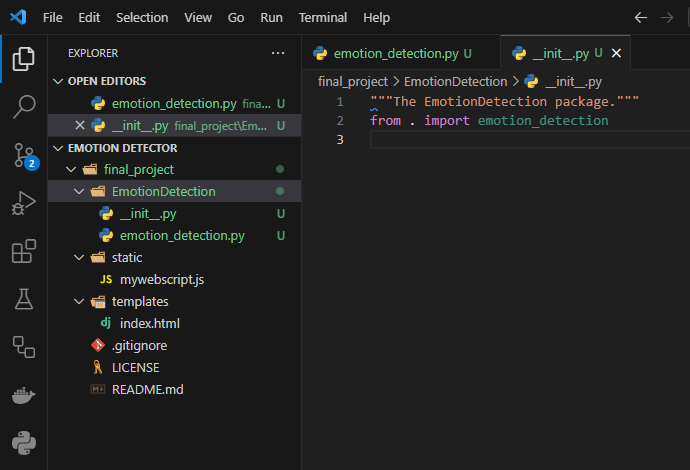 File Edit Selection View Go Run Terminal Help
EXPLORER ...
OPEN EDITORS
emotion_detection.py fina... U
__init__.py final_project\Em... U
EMOTION DETECTOR
final_project
EmotionDetection
__init__.py U
emotion_detection.py U
static
JS mywebscript.js
templates
dj index.html
.gitignore
LICENSE
README.md
2
emotion_detection.py U
__init__.py U
final_project > EmotionDetection > __init__.py
1 """The EmotionDetection package."""
2 from . import emotion_detection
3